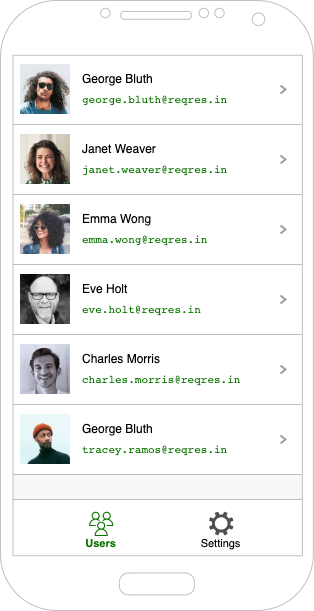 George Bluth
george.bluth@reqres.in
Janet Weaver
janet.weaver@reqres.in
Emma Wong
emma.wong@reqres.in
Eve Holt
eve.holt@reqres.in
Charles Morris
charles.morris@reqres.in
George Bluth
tracey.ramos@reqres.in
Users
Settings